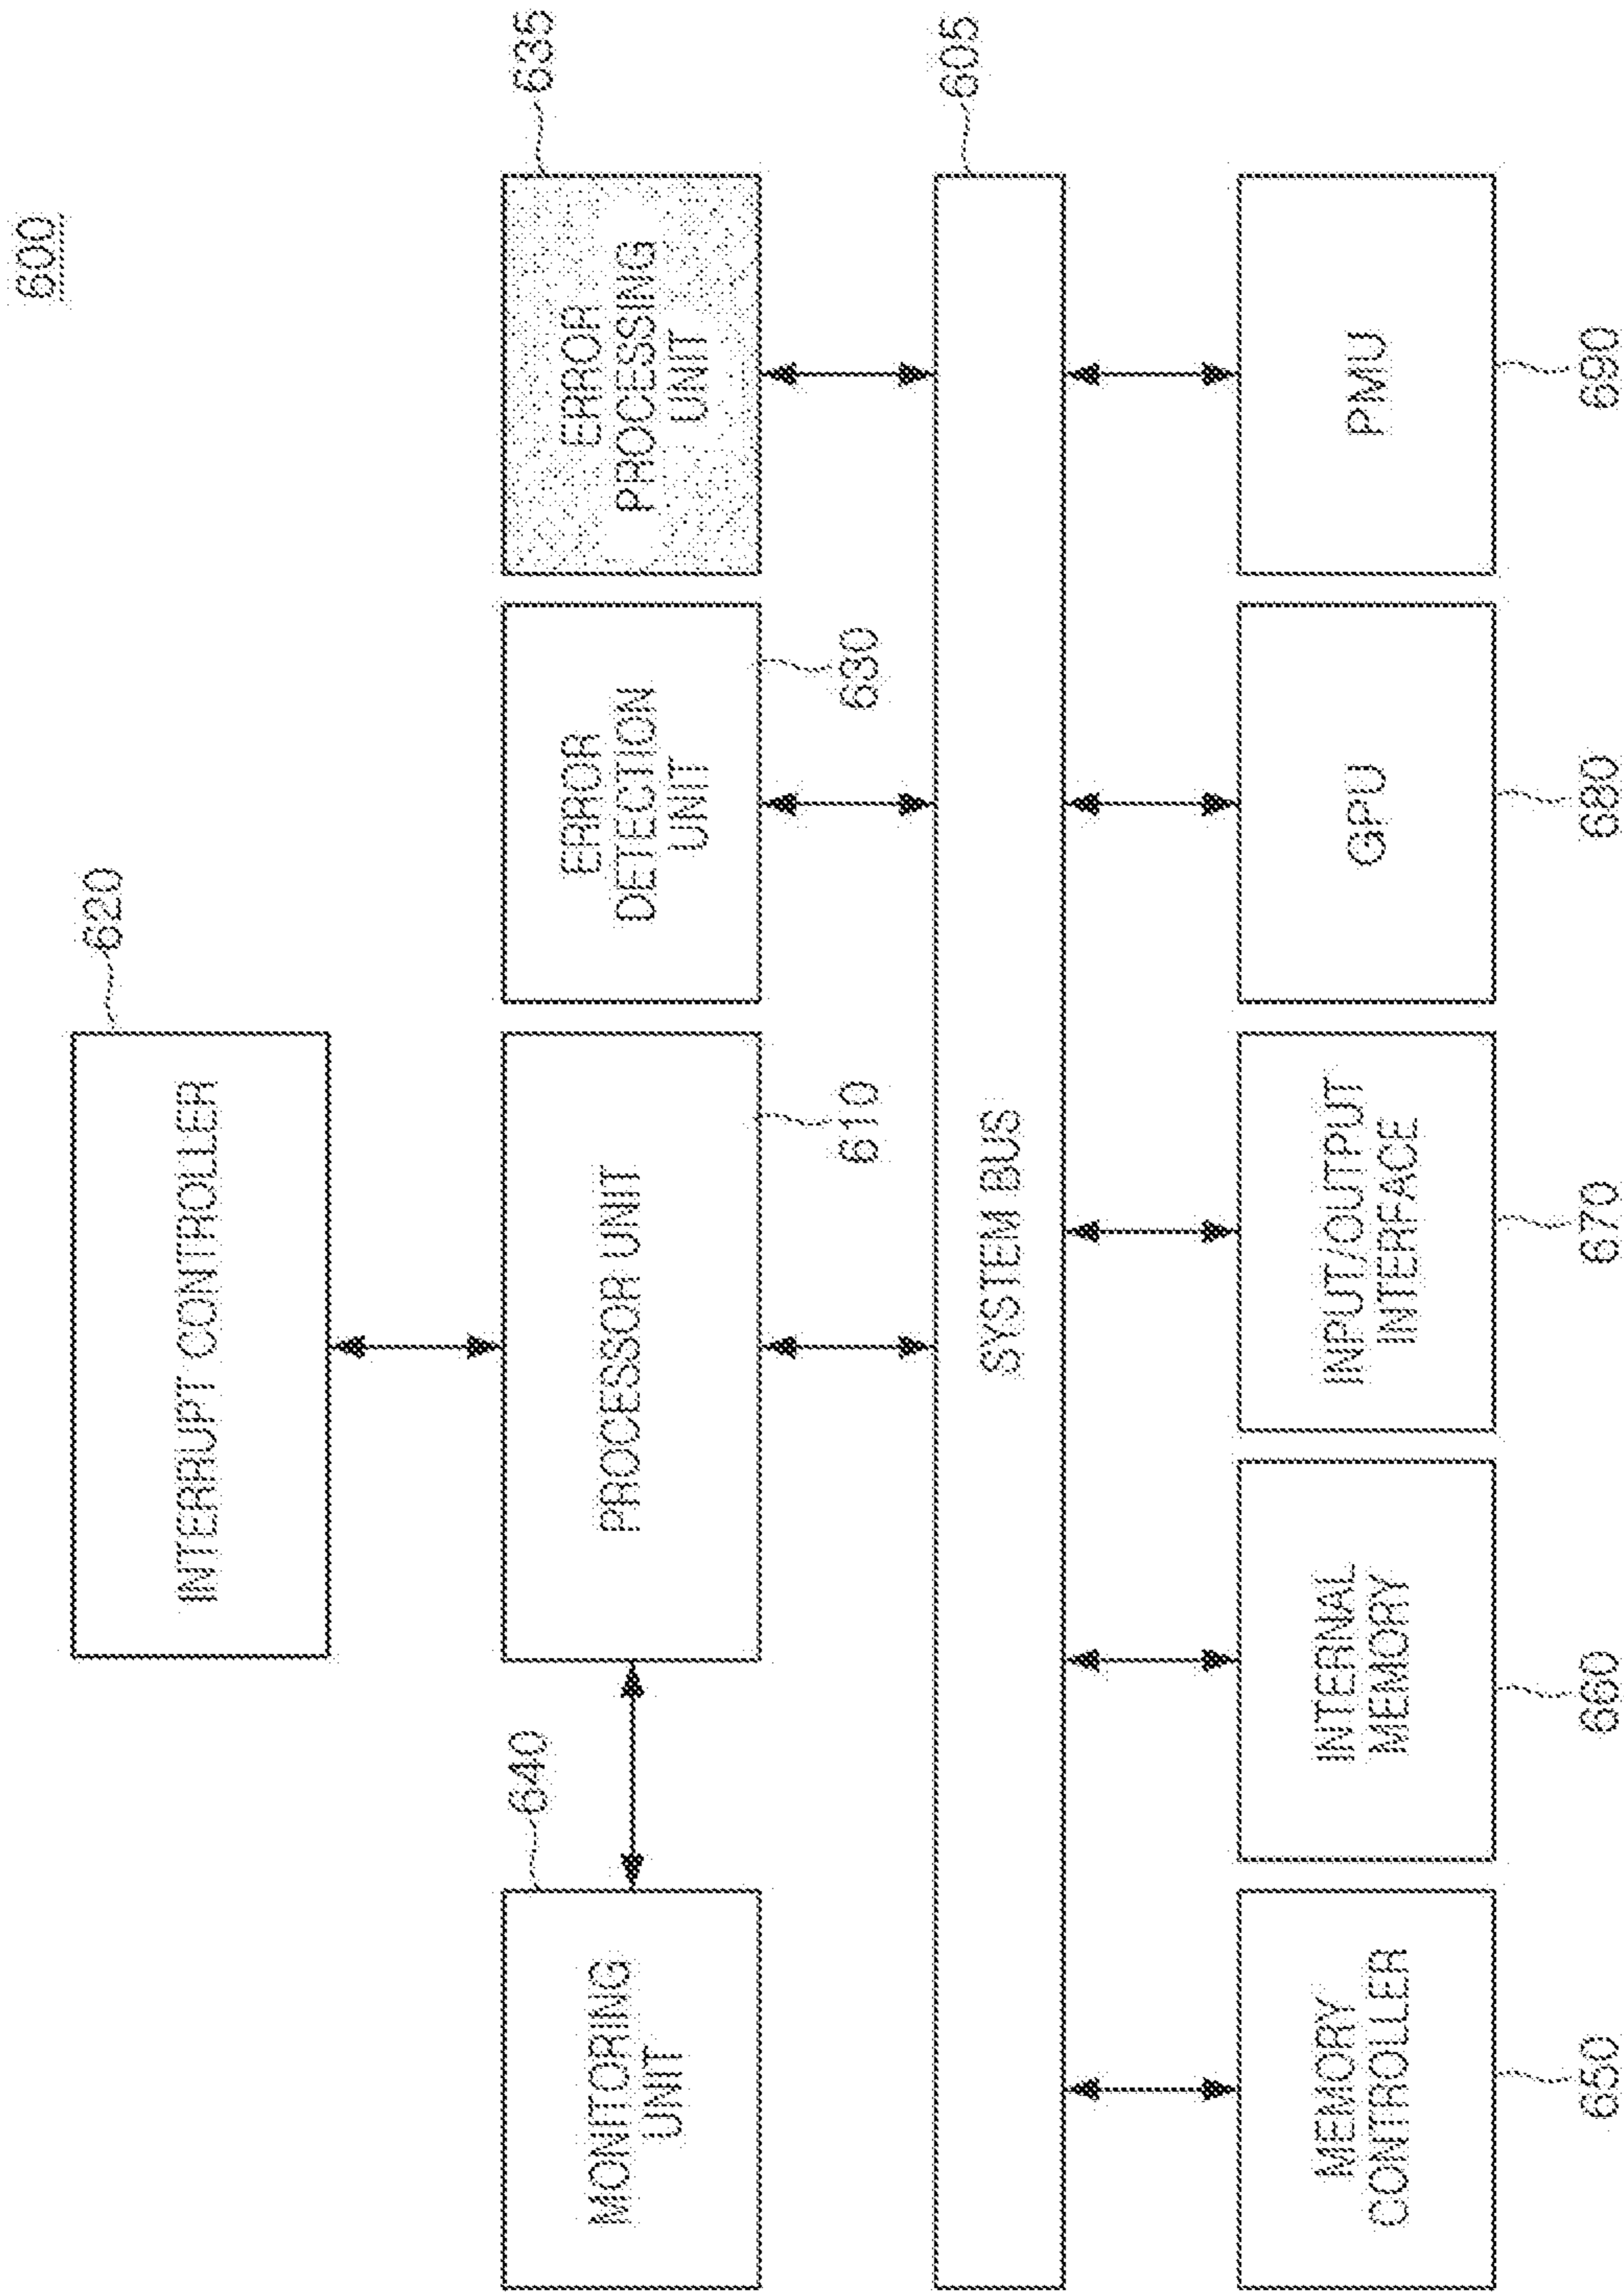 600
620
INTERRUPT CONTROLLER
640
MONITORING
UNIT
PROCESSOR UNIT
610
ERROR
DETECTION
UNIT
630
ERROR
PROCESSING
UNIT
635
SYSTEM BUS
605
MEMORY
CONTROLLER
650
INTERNAL
MEMORY
660
INPUT/OUTPUT
INTERFACE
670
GPU
680
PMU
690